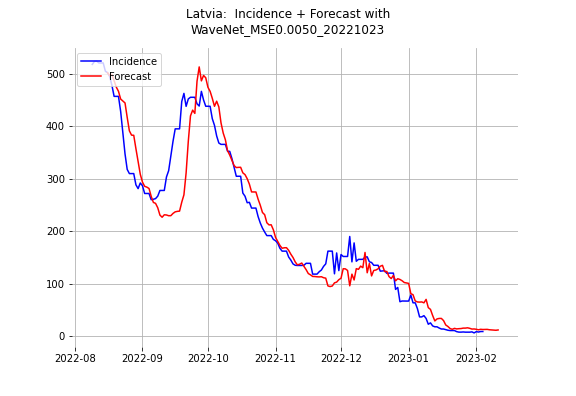 Latvia:  Incidence + Forecast with
WaveNet_MSE0.0050_20221023
Incidence
Forecast
500
400
300
200
100
0
2022-08 2022-09 2022-10 2022-11 2022-12 2023-01 2023-02